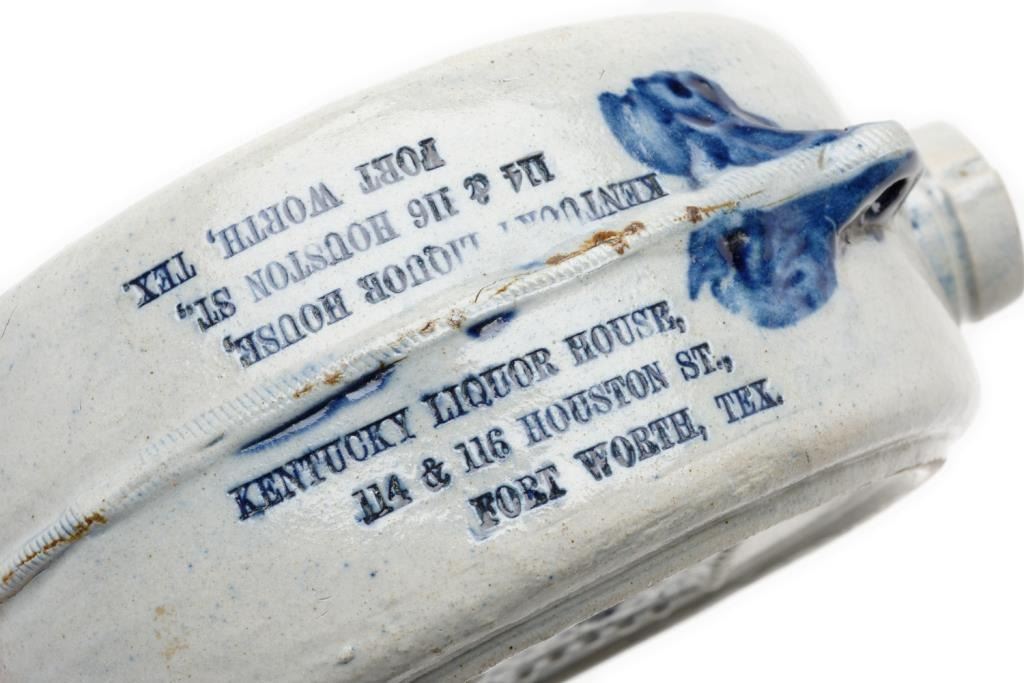 KENTUCKY LIQUOR HOUSE,
114 & 116 HOUSTON ST.,
FORT WORTH, TEX.
KENTUCKY LIQUOR HOUSE,
114 & 116 HOUSTON ST.,
FORT WORTH, TEX.